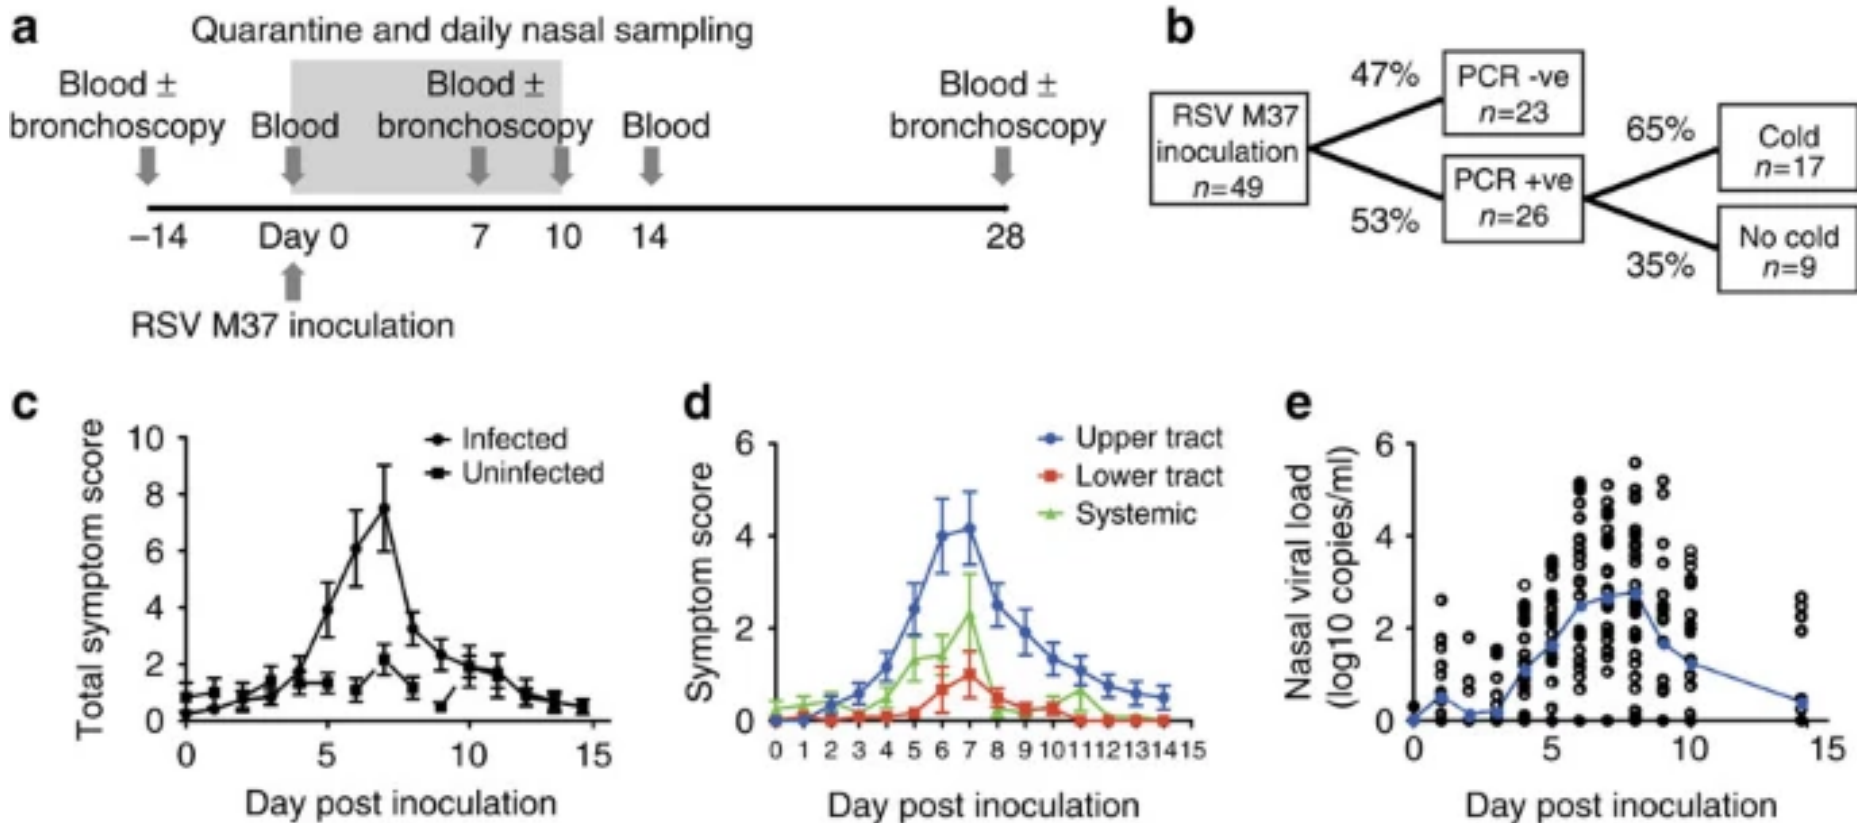 a
Quarantine and daily nasal sampling
Blood ±
bronchoscopy
Blood
Blood ±
bronchoscopy
Blood
Blood ±
bronchoscopy
–14
Day 0
7
10
14
28
RSV M37 inoculation
b
RSV M37
inoculation
n=49
47%
53%
PCR -ve
n=23
PCR +ve
n=26
65%
35%
Cold
n=17
No cold
n=9
c
Total symptom score
10
8
6
4
2
0
Infected
Uninfected
0 5 10 15
Day post inoculation
d
Symptom score
6
4
2
0
Upper tract
Lower tract
Systemic
0 1 2 3 4 5 6 7 8 9 10 11 12 13 14 15
Day post inoculation
e
Nasal viral load
(log10 copies/ml)
6
4
2
0
0 5 10 15
Day post inoculation